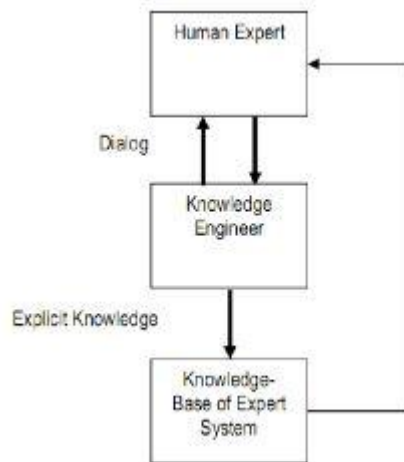 Human Expert
Dialog
Knowledge
Engineer
Explicit Knowledge
Knowledge-
Base of Expert
System